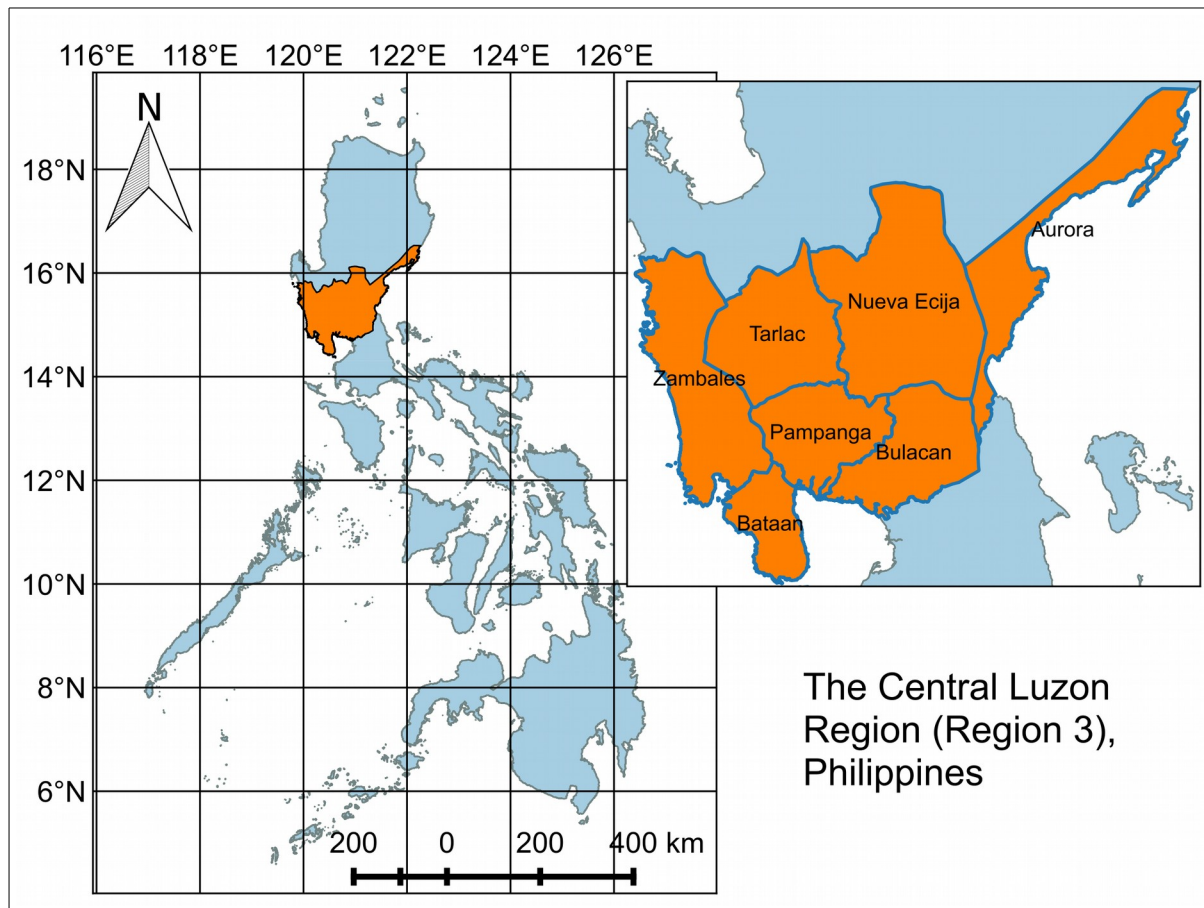 116°E 118°E 120°E 122°E 124°E 126°E
N
18°N
16°N
14°N
12°N
10°N
8°N
6°N
200 0 200 400 km
Aurora
Nueva Ecija
Tarlac
Zambales
Pampanga
Bulacan
Bataan
The Central Luzon
Region (Region 3),
Philippines